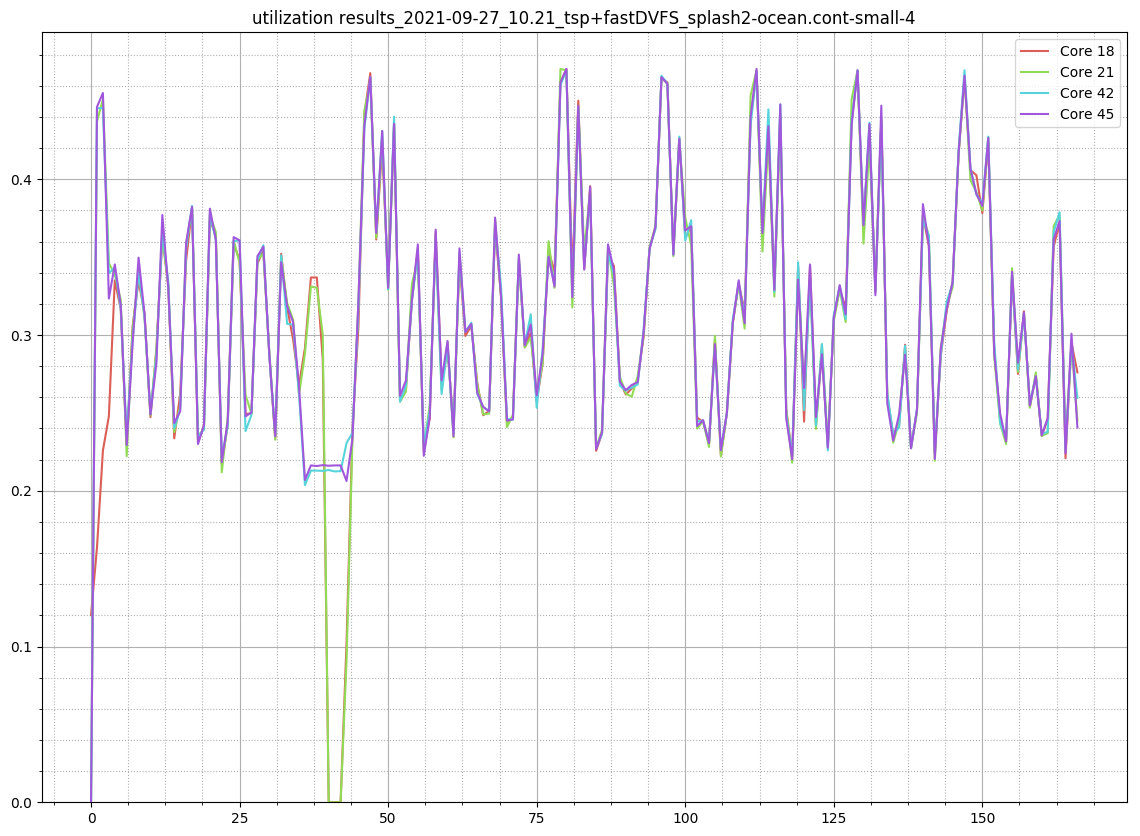 utilization results_2021-09-27_10.21_tsp+fastDVFS_splash2-ocean.cont-small-4
Core 18
Core 21
Core 42
Core 45
0.4
0.3
0.2
0.1
0.0
0 25 50 75 100 125 150